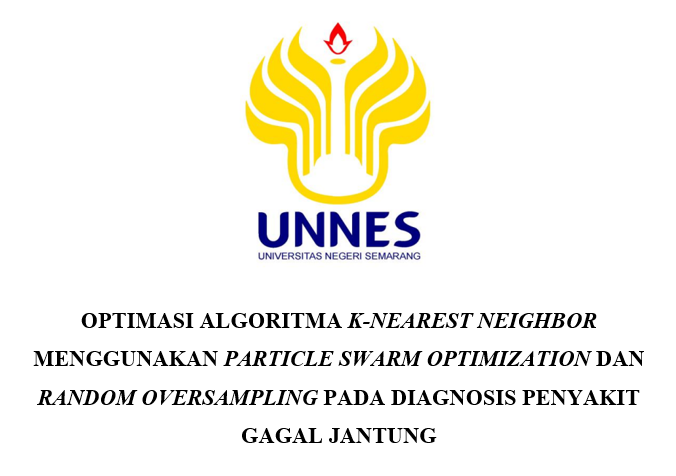 UNNES
UNIVERSITAS NEGERI SEMARANG
OPTIMASI ALGORITMA K-NEAREST NEIGHBOR
MENGGUNAKAN PARTICLE SWARM OPTIMIZATION DAN
RANDOM OVERSAMPLING PADA DIAGNOSIS PENYAKIT
GAGAL JANTUNG